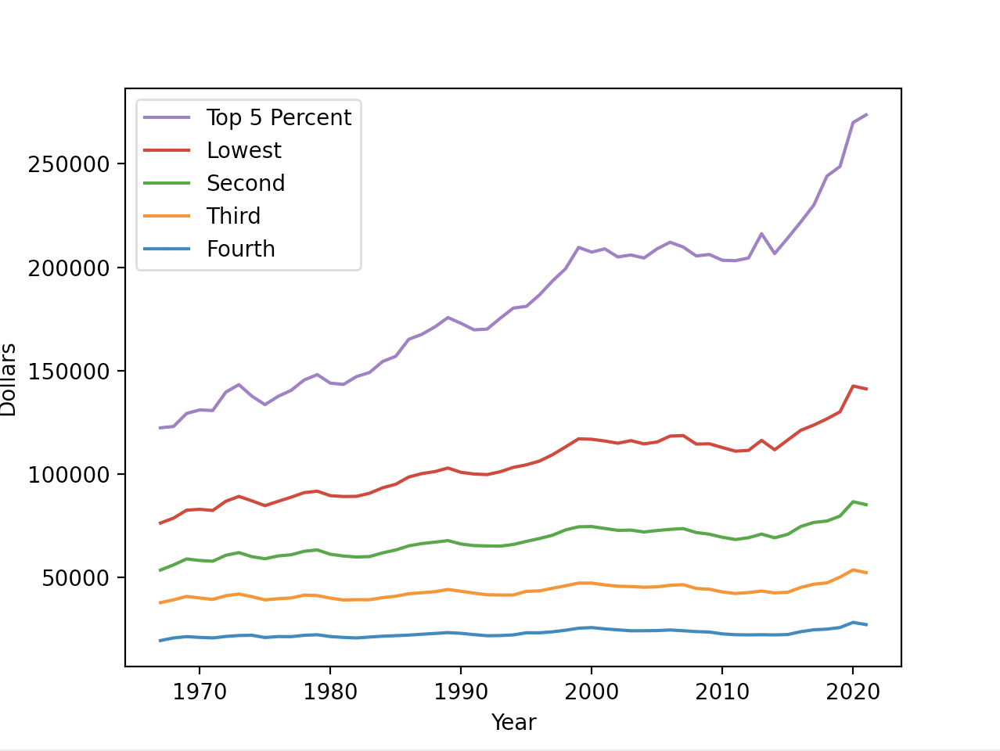 Top 5 Percent
Lowest
Second
Third
Fourth
250000
200000
150000
100000
50000
Dollars
1970 1980 1990 2000 2010 2020
Year